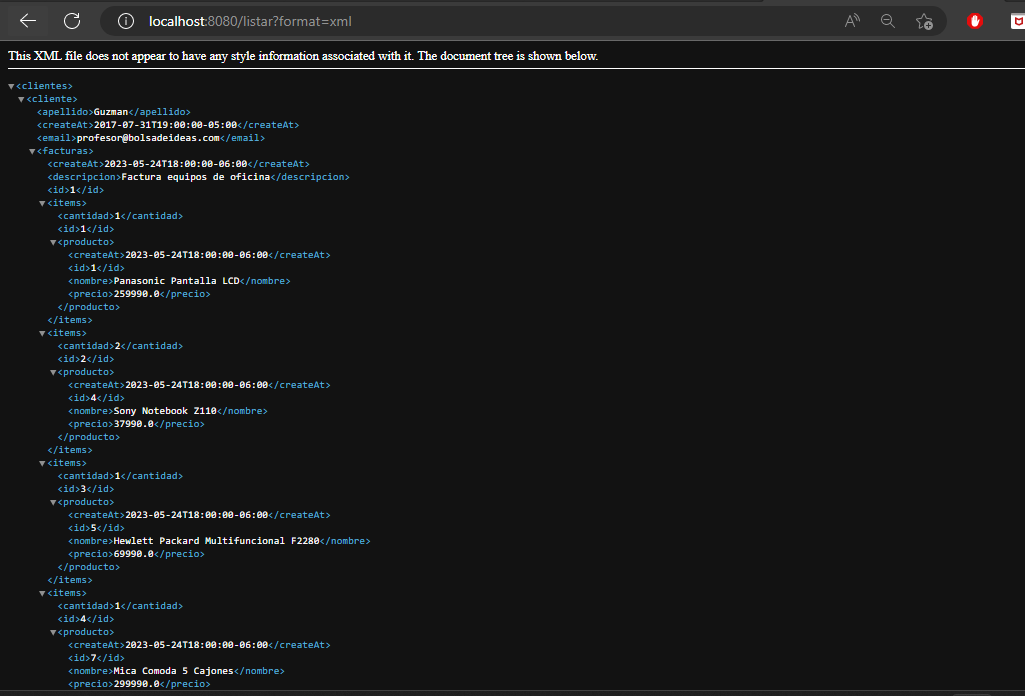 localhost:8080/listar?format=xml
This XML file does not appear to have any style information associated with it. The document tree is shown below.
▼<clientes>
▼<cliente>
<apellido>Guzman</apellido>
<createAt>2017-07-31T19:00:00-05:00</createAt>
<email>profesor@bolsadeideas.com</email>
▼<facturas>
<createAt>2023-05-24T18:00:00-06:00</createAt>
<descripcion>Factura equipos de oficina</descripcion>
<id>1</id>
▼<items>
<cantidad>1</cantidad>
<id>1</id>
▼<producto>
<createAt>2023-05-24T18:00:00-06:00</createAt>
<id>1</id>
<nombre>Panasonic Pantalla LCD</nombre>
<precio>259990.0</precio>
</producto>
</items>
▼<items>
<cantidad>2</cantidad>
<id>2</id>
▼<producto>
<createAt>2023-05-24T18:00:00-06:00</createAt>
<id>4</id>
<nombre>Sony Notebook Z110</nombre>
<precio>37990.0</precio>
</producto>
</items>
▼<items>
<cantidad>1</cantidad>
<id>3</id>
▼<producto>
<createAt>2023-05-24T18:00:00-06:00</createAt>
<id>5</id>
<nombre>Hewlett Packard Multifuncional F2280</nombre>
<precio>69990.0</precio>
</producto>
</items>
▼<items>
<cantidad>1</cantidad>
<id>4</id>
▼<producto>
<createAt>2023-05-24T18:00:00-06:00</createAt>
<id>7</id>
<nombre>Mica Comoda 5 Cajones</nombre>
<precio>299990.0</precio>